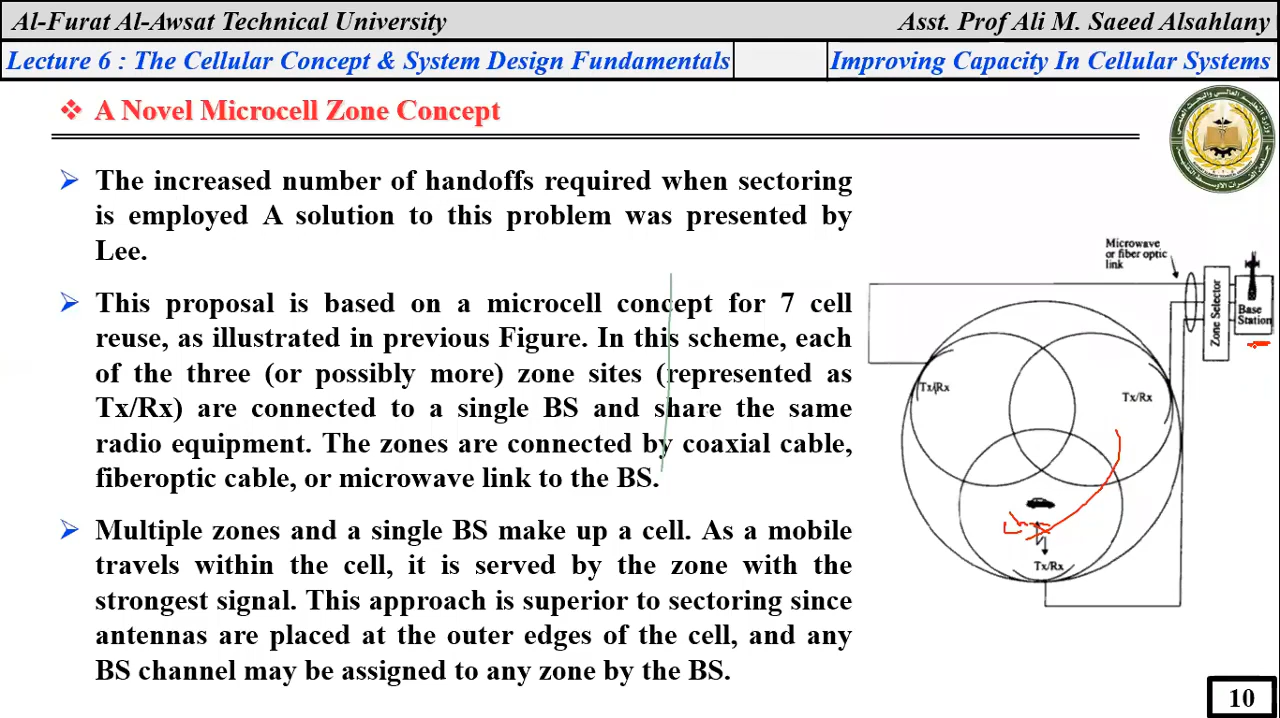 Al-Furat Al-Awsat Technical University
Asst. Prof Ali M. Saeed Alsahlany
Lecture 6 : The Cellular Concept & System Design Fundamentals
Improving Capacity In Cellular Systems
A Novel Microcell Zone Concept
The increased number of handoffs required when sectoring
is employed A solution to this problem was presented by
Lee.
This proposal is based on a microcell concept for 7 cell
reuse, as illustrated in previous Figure. In this scheme, each
of the three (or possibly more) zone sites (represented as
Tx/Rx) are connected to a single BS and share the same
radio equipment. The zones are connected by coaxial cable,
fiberoptic cable, or microwave link to the BS.
Multiple zones and a single BS make up a cell. As a mobile
travels within the cell, it is served by the zone with the
strongest signal. This approach is superior to sectoring since
antennas are placed at the outer edges of the cell, and any
BS channel may be assigned to any zone by the BS.
Microwave
or fiber optic
link
Zone Selector
Base
Station
Tx/Rx
Tx/Rx
Tx/Rx
10